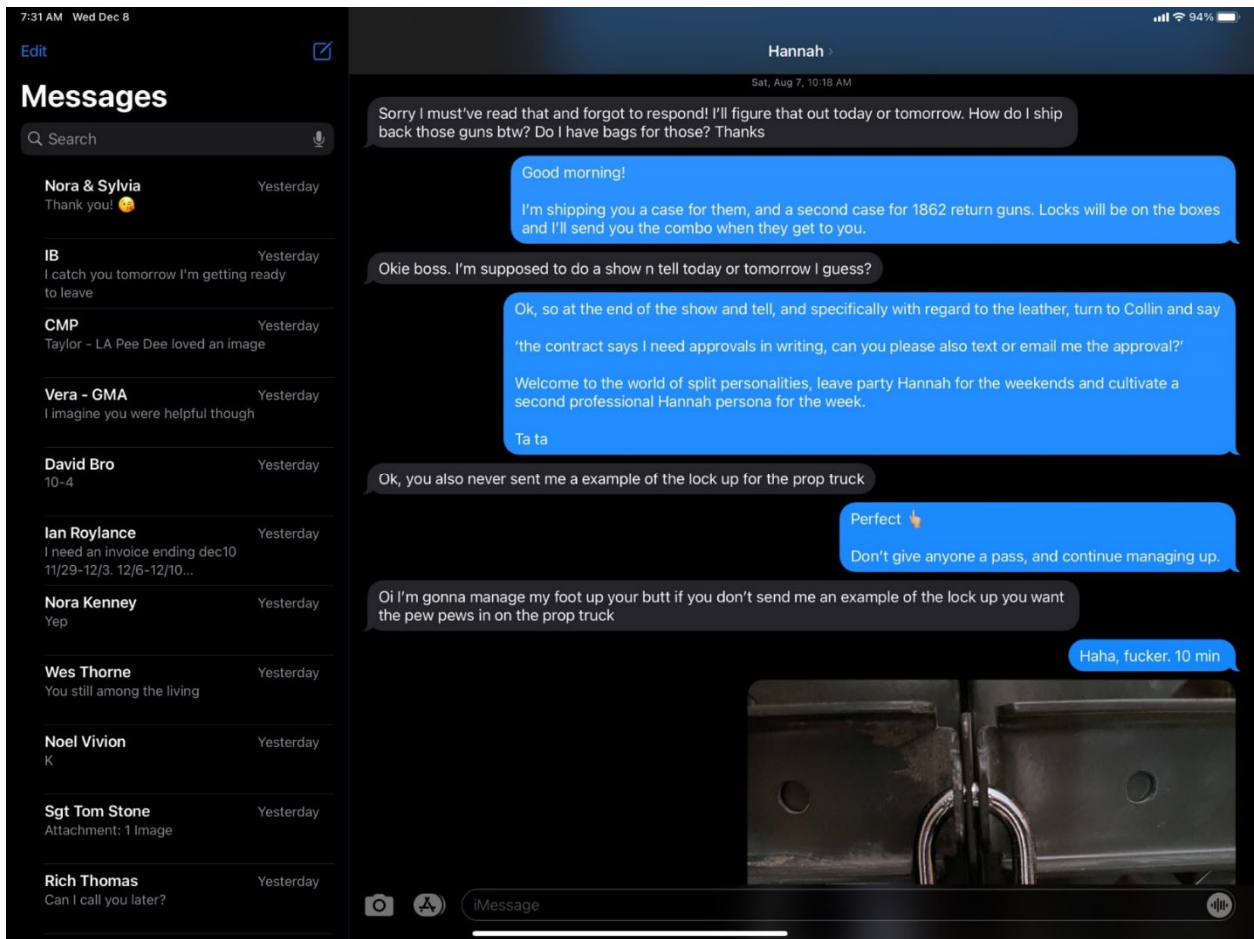 7:31 AM Wed Dec 8
94%
Edit
Messages
Search
Nora & Sylvia
Yesterday
Thank you! 😘
IB
Yesterday
I catch you tomorrow I'm getting ready
to leave
CMP
Yesterday
Taylor - LA Pee Dee loved an image
Vera - GMA
Yesterday
I imagine you were helpful though
David Bro
Yesterday
10-4
Ian Roylance
Yesterday
I need an invoice ending dec10
11/29-12/3. 12/6-12/10...
Nora Kenney
Yesterday
Yep
Wes Thorne
Yesterday
You still among the living
Noel Vivion
Yesterday
K
Sgt Tom Stone
Yesterday
Attachment: 1 Image
Rich Thomas
Yesterday
Can I call you later?
Hannah >
Sat, Aug 7, 10:18 AM
Sorry I must've read that and forgot to respond! I'll figure that out today or tomorrow. How do I ship
back those guns btw? Do I have bags for those? Thanks
Good morning!
I'm shipping you a case for them, and a second case for 1862 return guns. Locks will be on the boxes
and I'll send you the combo when they get to you.
Okie boss. I'm supposed to do a show n tell today or tomorrow I guess?
Ok, so at the end of the show and tell, and specifically with regard to the leather, turn to Collin and say
'the contract says I need approvals in writing, can you please also text or email me the approval?'
Welcome to the world of split personalities, leave party Hannah for the weekends and cultivate a
second professional Hannah persona for the week.
Ta ta
Ok, you also never sent me a example of the lock up for the prop truck
Perfect 👆🏼
Don't give anyone a pass, and continue managing up.
Oi I'm gonna manage my foot up your butt if you don't send me an example of the lock up you want
the pew pews in on the prop truck
Haha, fucker. 10 min
iMessage